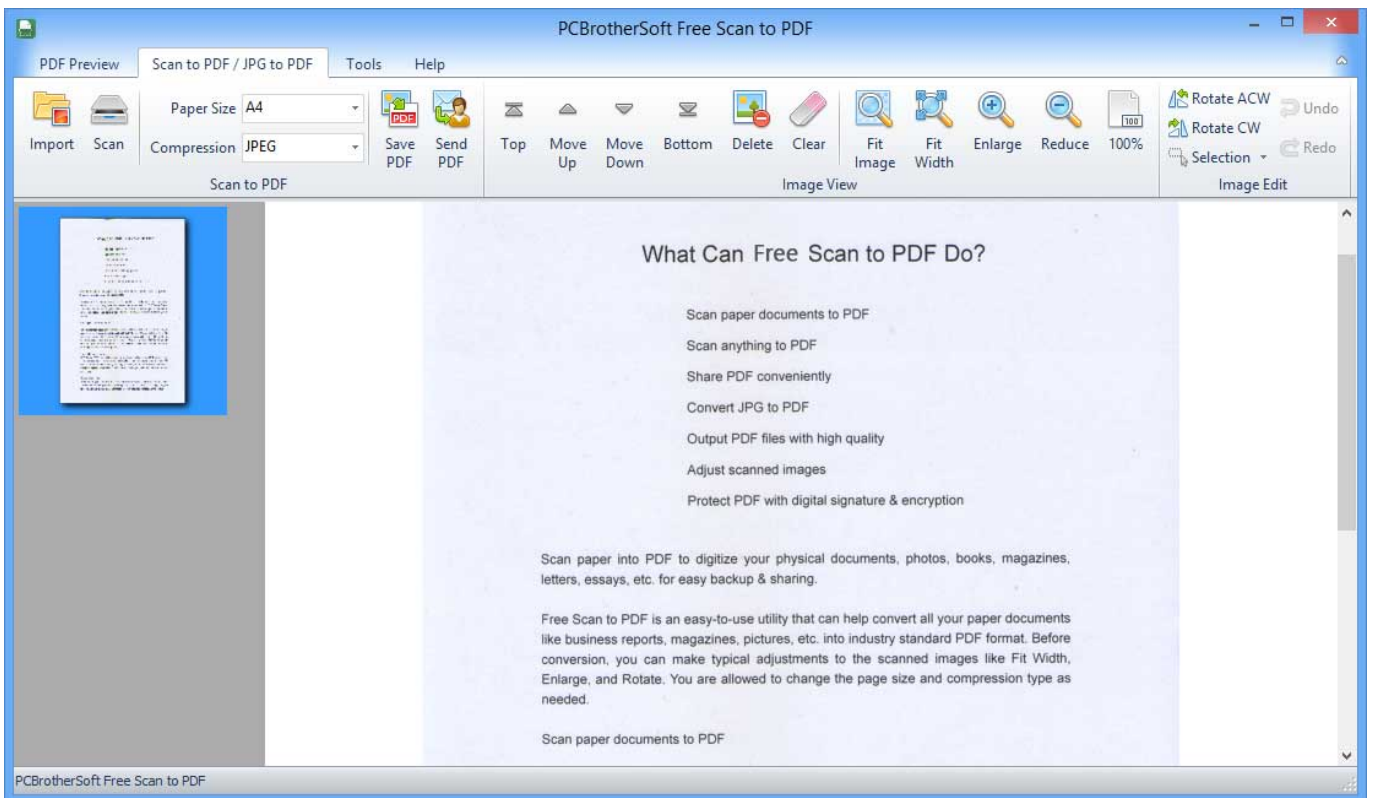 PCBrotherSoft Free Scan to PDF
PDF Preview
Scan to PDF / JPG to PDF
Tools
Help
Import
Scan
Paper Size A4
Compression JPEG
Save PDF
Send PDF
Scan to PDF
Top
Move Up
Move Down
Bottom
Delete
Clear
Fit Image
Fit Width
Enlarge
Reduce
100
100%
Image View
Rotate ACW
Rotate CW
Selection
Undo
Redo
Image Edit
What Can Free Scan to PDF Do?
Scan paper documents to PDF
Scan anything to PDF
Share PDF conveniently
Convert JPG to PDF
Output PDF files with high quality
Adjust scanned images
Protect PDF with digital signature & encryption
Scan paper into PDF to digitize your physical documents, photos, books, magazines,
letters, essays, etc. for easy backup & sharing.
Free Scan to PDF is an easy-to-use utility that can help convert all your paper documents
like business reports, magazines, pictures, etc. into industry standard PDF format. Before
conversion, you can make typical adjustments to the scanned images like Fit Width,
Enlarge, and Rotate. You are allowed to change the page size and compression type as
needed.
Scan paper documents to PDF
PCBrotherSoft Free Scan to PDF